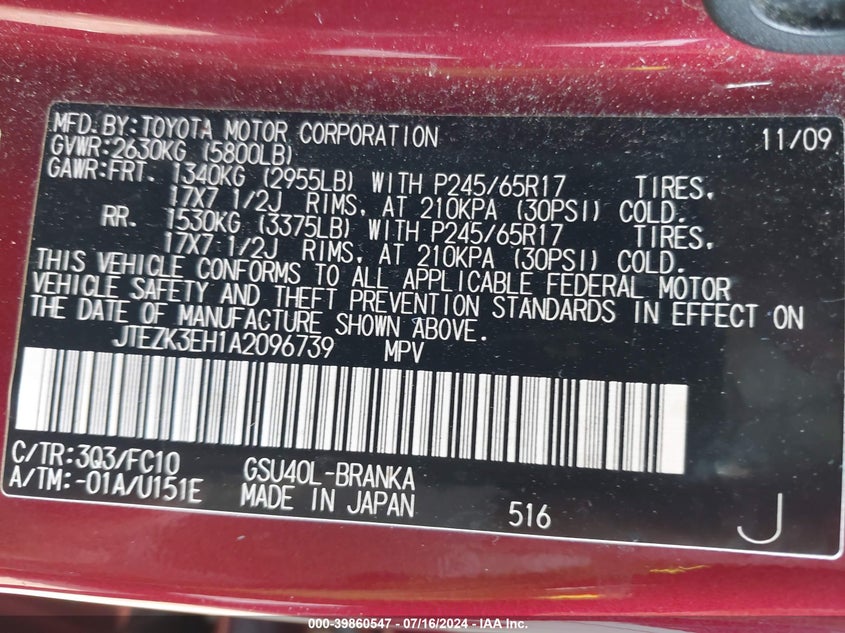 MFD. BY: TOYOTA MOTOR CORPORATION 11/09
GVWR: 2630KG (5800LB)
GAWR: FRT. 1340KG (2955LB) WITH P245/65R17 TIRES,
17X7 1/2J RIMS, AT 210KPA (30PSI) COLD.
RR. 1530KG (3375LB) WITH P245/65R17 TIRES,
17X7 1/2J RIMS, AT 210KPA (30PSI) COLD.
THIS VEHICLE CONFORMS TO ALL APPLICABLE FEDERAL MOTOR
VEHICLE SAFETY AND THEFT PREVENTION STANDARDS IN EFFECT ON
THE DATE OF MANUFACTURE SHOWN ABOVE.
JTEZK3EH1A2096739 MPV
C/TR: 3Q3/FC10 GSU40L-BRANKA
A/TM: -01A/U151E MADE IN JAPAN 516 J
000-39860547 - 07/16/2024 - IAA Inc.